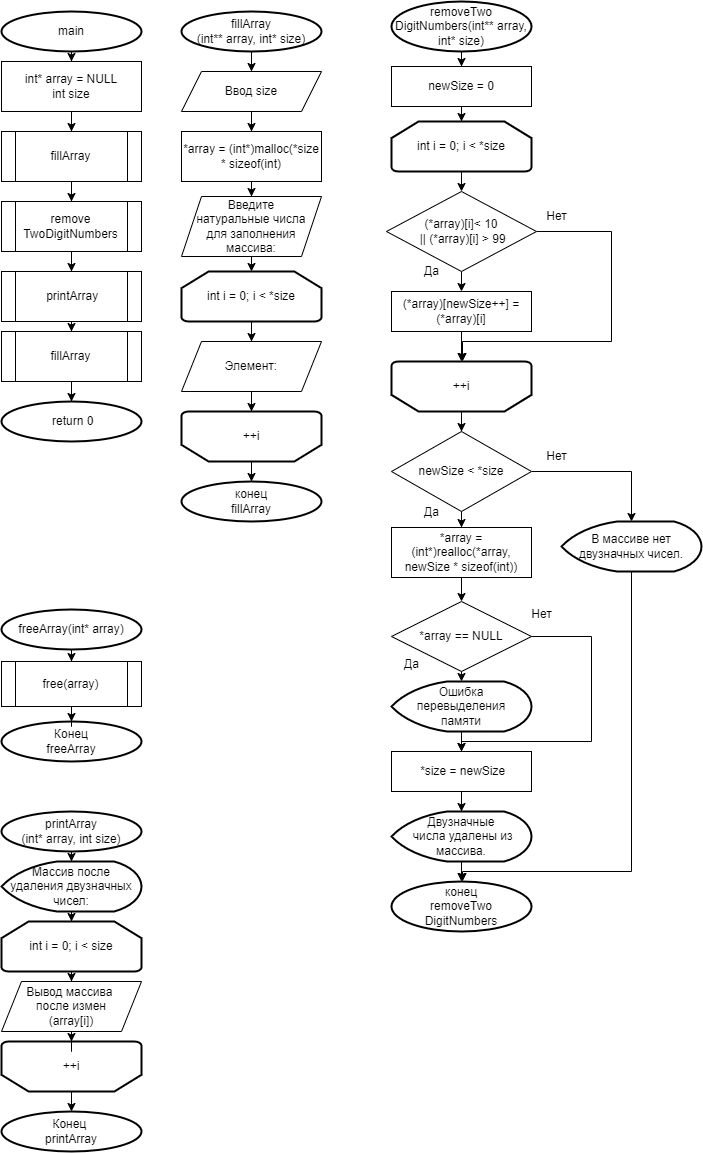 main
int* array = NULL
int size
fillArray
remove
TwoDigitNumbers
printArray
fillArray
return 0
fillArray
(int** array, int* size)
Ввод size
*array = (int*)malloc(*size
* sizeof(int)
Введите
натуральные числа
для заполнения
массива:
int i = 0; i < *size
Элемент:
++i
конец
fillArray
removeTwo
DigitNumbers(int** array,
int* size)
newSize = 0
int i = 0; i < *size
(*array)[i]< 10
|| (*array)[i] > 99
Нет
Да
(*array)[newSize++] =
(*array)[i]
++i
newSize < *size
Нет
Да
*array =
(int*)realloc(*array,
newSize * sizeof(int))
В массиве нет
двузначных чисел.
*array == NULL
Нет
Да
Ошибка
перевыделения
памяти
*size = newSize
Двузначные
числа удалены из
массива.
конец
removeTwo
DigitNumbers
freeArray(int* array)
free(array)
Конец
freeArray
printArray
(int* array, int size)
Массив после
удаления двузначных
чисел:
int i = 0; i < size
Вывод массива
после измен
(array[i])
++i
Конец
printArray